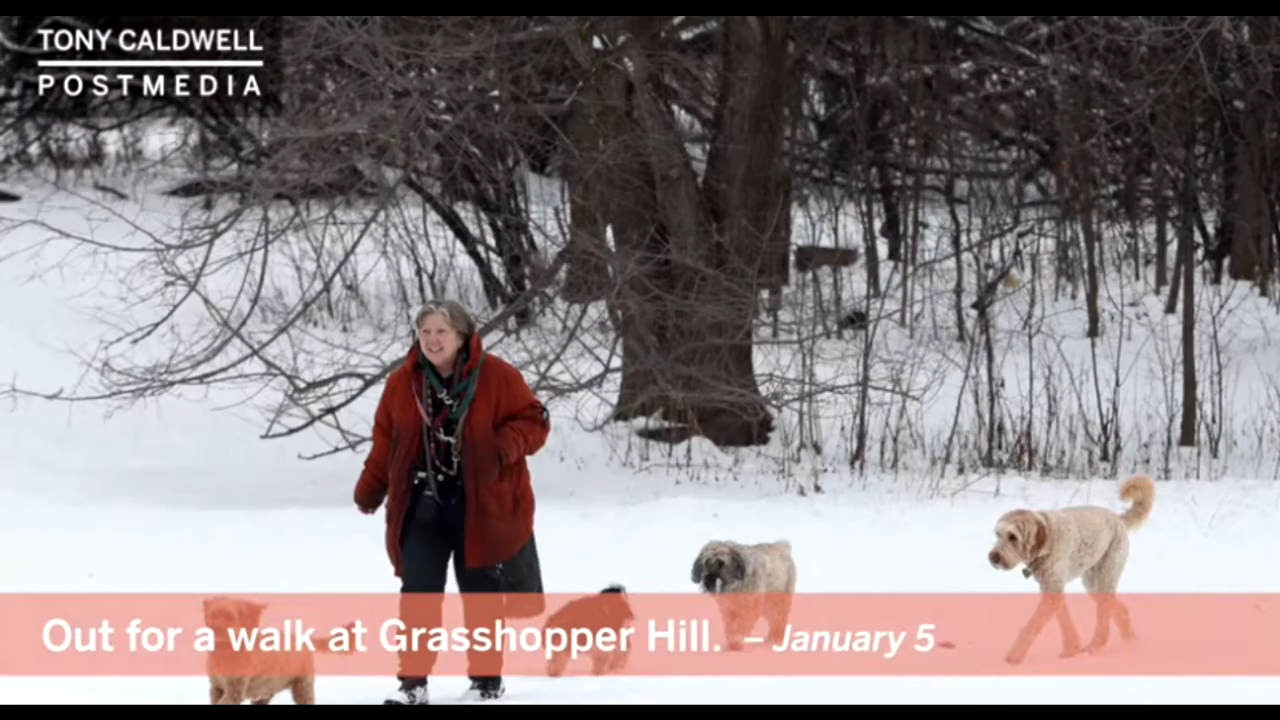 TONY CALDWELL
POSTMEDIA
Out for a walk at Grasshopper Hill. – January 5